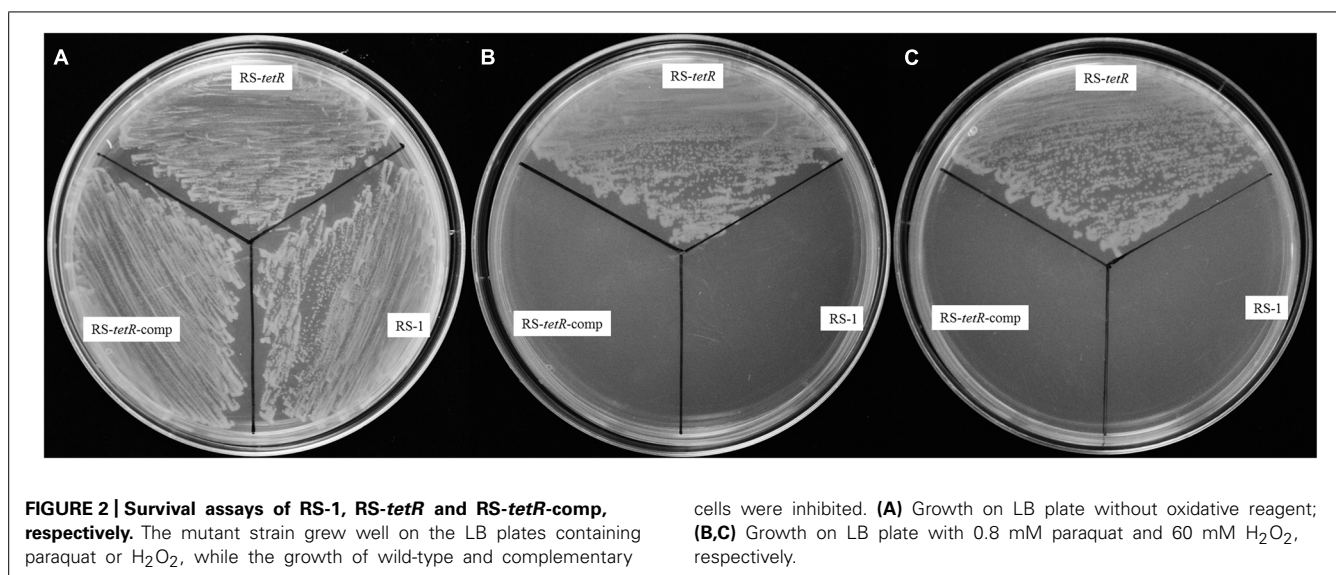 A
RS-tetR
RS-tetR-comp
RS-1
B
RS-tetR
RS-tetR-comp
RS-1
C
RS-tetR
RS-tetR-comp
RS-1
FIGURE 2 | Survival assays of RS-1, RS-tetR and RS-tetR-comp,
respectively. The mutant strain grew well on the LB plates containing
paraquat or H₂O₂, while the growth of wild-type and complementary
cells were inhibited. (A) Growth on LB plate without oxidative reagent;
(B,C) Growth on LB plate with 0.8 mM paraquat and 60 mM H₂O₂,
respectively.